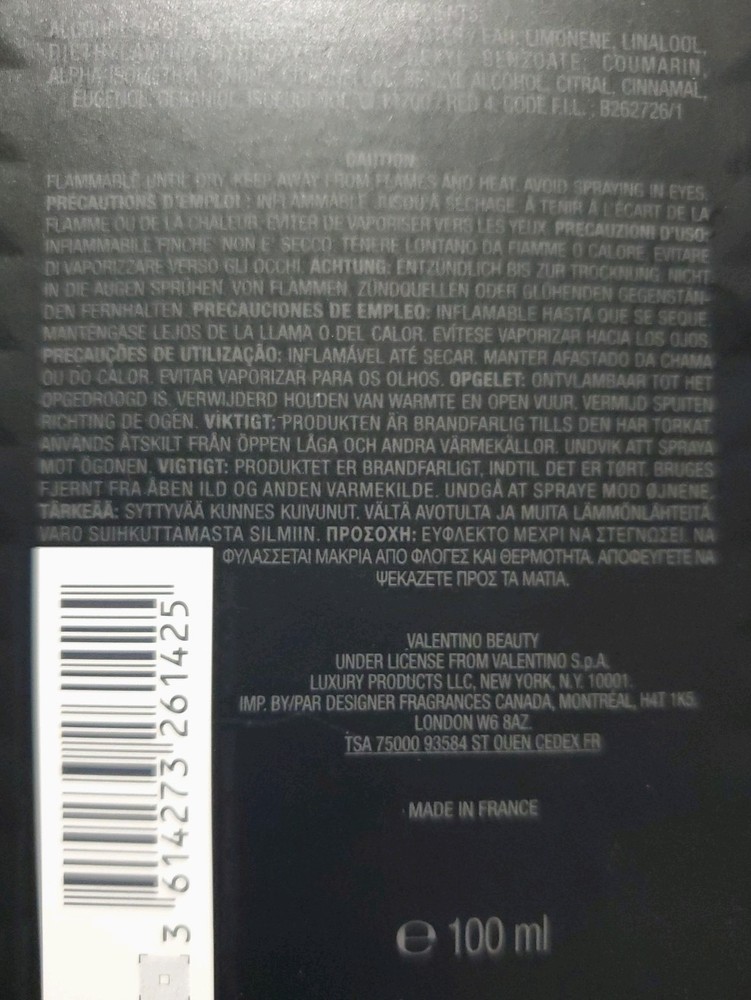 EAU, LIMONENE, LINALOOL,
BENZOATE, COUMARIN,
ALCOHOL, CITRAL, CINNAMAL,
EUGENOL, GERANIOL, RED 4. CODE F.I.L. : B262726/1
CAUTION:
FLAMMABLE UNTIL DRY. KEEP AWAY FROM FLAMES AND HEAT. AVOID SPRAYING IN EYES.
PRÉCAUTIONS D'EMPLOI : INFLAMMABLE JUSQU'À SÉCHAGE. À TENIR À L'ÉCART DE LA
FLAMME OU DE LA CHALEUR. ÉVITER DE VAPORISER VERS LES YEUX. PRECAUZIONI D'USO:
INFIAMMABILE FINCHE' NON E' SECCO. TENERE LONTANO DA FIAMME O CALORE. EVITARE
DI VAPORIZZARE VERSO GLI OCCHI. ACHTUNG: ENTZÜNDLICH BIS ZUR TROCKNUNG. NICHT
IN DIE AUGEN SPRÜHEN. VON FLAMMEN, ZÜNDQUELLEN ODER GLÜHENDEN GEGENSTÄN-
DEN FERNHALTEN. PRECAUCIONES DE EMPLEO: INFLAMABLE HASTA QUE SE SEQUE.
MANTÉNGASE LEJOS DE LA LLAMA O DEL CALOR. EVÍTESE VAPORIZAR HACIA LOS OJOS.
PRECAUÇÕES DE UTILIZAÇÃO: INFLAMÁVEL ATÉ SECAR. MANTER AFASTADO DA CHAMA
OU DO CALOR. EVITAR VAPORIZAR PARA OS OLHOS. OPGELET: ONTVLAMBAAR TOT HET
OPGEDROOGD IS. VERWIJDERD HOUDEN VAN WARMTE EN OPEN VUUR. VERMIJD SPUITEN
RICHTING DE OGEN. VIKTIGT: PRODUKTEN ÄR BRANDFARLIG TILLS DEN HAR TORKAT.
ANVÄNDS ÅTSKILT FRÅN ÖPPEN LÅGA OCH ANDRA VÄRMEKÄLLOR. UNDVIK ATT SPRAYA
MOT ÖGONEN. VIGTIGT: PRODUKTET ER BRANDFARLIGT, INDTIL DET ER TØRT. BRUGES
FJERNT FRA ÅBEN ILD OG ANDEN VARMEKILDE. UNDGÅ AT SPRAYE MOD ØJNENE.
TÄRKEÄÄ: SYTTYVÄÄ KUNNES KUIVUNUT. VÄLTÄ AVOTULTA JA MUITA LÄMMÖNLÄHTEITÄ.
VARO SUIHKUTTAMASTA SILMIIN. ΠΡΟΣΟΧΗ: ΕΥΦΛΕΚΤΟ ΜΕΧΡΙ ΝΑ ΣΤΕΓΝΩΣΕΙ. ΝΑ
ΦΥΛΑΣΣΕΤΑΙ ΜΑΚΡΙΑ ΑΠΟ ΦΛΟΓΕΣ ΚΑΙ ΘΕΡΜΟΤΗΤΑ. ΑΠΟΦΕΥΓΕΤΕ ΝΑ
ΨΕΚΑΖΕΤΕ ΠΡΟΣ ΤΑ ΜΑΤΙΑ.
VALENTINO BEAUTY
UNDER LICENSE FROM VALENTINO S.p.A.
LUXURY PRODUCTS LLC, NEW YORK, N.Y. 10001.
IMP. BY/PAR DESIGNER FRAGRANCES CANADA, MONTRÉAL, H4T 1K5.
LONDON W6 8AZ.
TSA 75000 93584 ST OUEN CEDEX FR
MADE IN FRANCE
℮ 100 ml
3 614273 261425